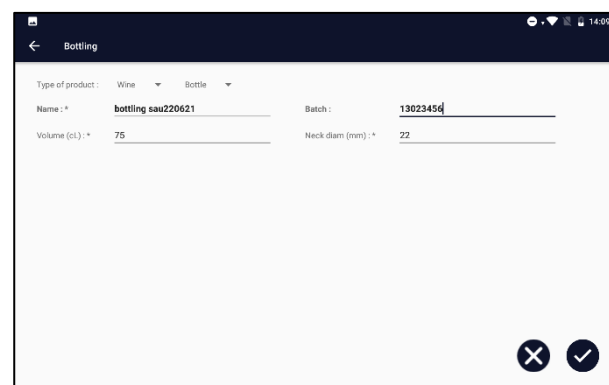 14:09
Bottling
Type of product : Wine Bottle
Name : * bottling sau220621 Batch : 13023456
Volume (cl.) : * 75 Neck diam (mm) : * 22